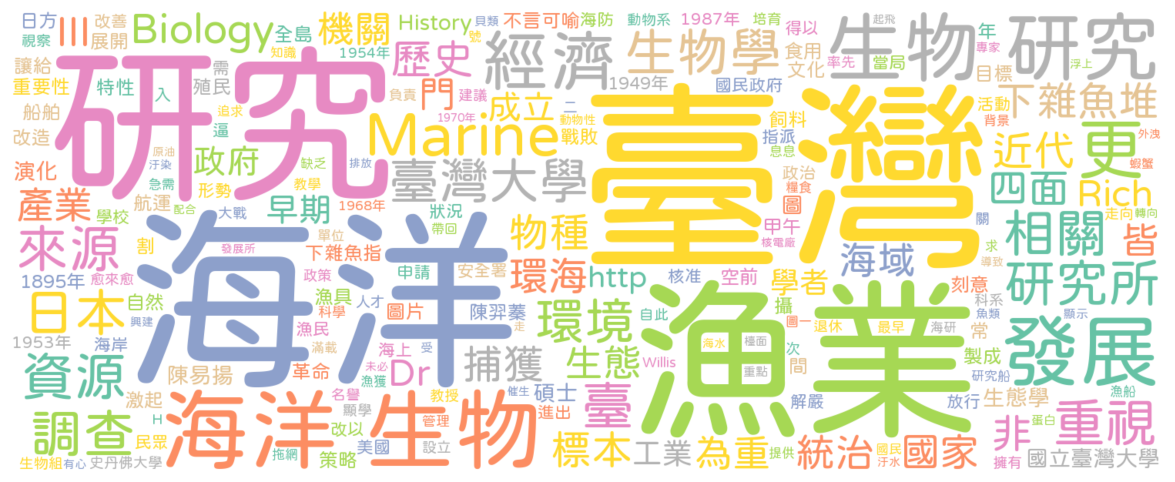 日方 改善 Biology 全島 機關 History 貝類 不言可喻 海防 動物系 1987年 培育 得以 起飛 專家 浮上
視察 III 展開 知識 1954年 號 歷史 經濟 生物學 食用 率先 生物 研究 年
讓給 研究 殖民 1949年 國民政府 文化 當局 目標
重要性 特性 入 需 門 建議 成立 二 臺灣 飼料 活動 下雜魚堆
船舶 追求 負責 1970年 動物性 戰敗 指派 背景 更 外洩
改造 逼 Marine 息息 近代 蝦蟹
原油 政府 缺乏 排放 臺灣大學 政治
演化 汙染 急需 形勢 教學 糧食 四面 Rich
產業 航運 配合 大戰 早期 1968年 狀況 物種 圖 甲午 關 走向 轉向
學校 發展所 單位 帶回 核電廠 相關 皆
來源 割 下雜魚指 海洋 環海 漁業 海域 求 導致
1895年 愈來愈 政策 申請 安全署 http 核准 空前 學者 刻意 研究所
日本 自然 漁具 人才 圖片 陳羿蓁 環境 自此 攝 科系
興建 科學 國一 退休 最早 海研 魚類 顯示
1953年 海岸 漁民 走 海水 檯面 次 常 發展
資源 滿載 海上 受 捕獲 生態 Willis 重點 間 製成
陳易揚 革命 未必 漁獲 Dr 研究船
激起 名譽 催生 教授 碩士 臺 解嚴 放行 生態學 漁船
調查 H 海洋 生物 顯學 管理 進出 非 重視
民眾 改以 美國 設立 標本 工業 為重 提供 統治 國民 國家 蛋白
生物組 有心 史丹佛大學 拖網 策略 汙水 擁有 國立臺灣大學